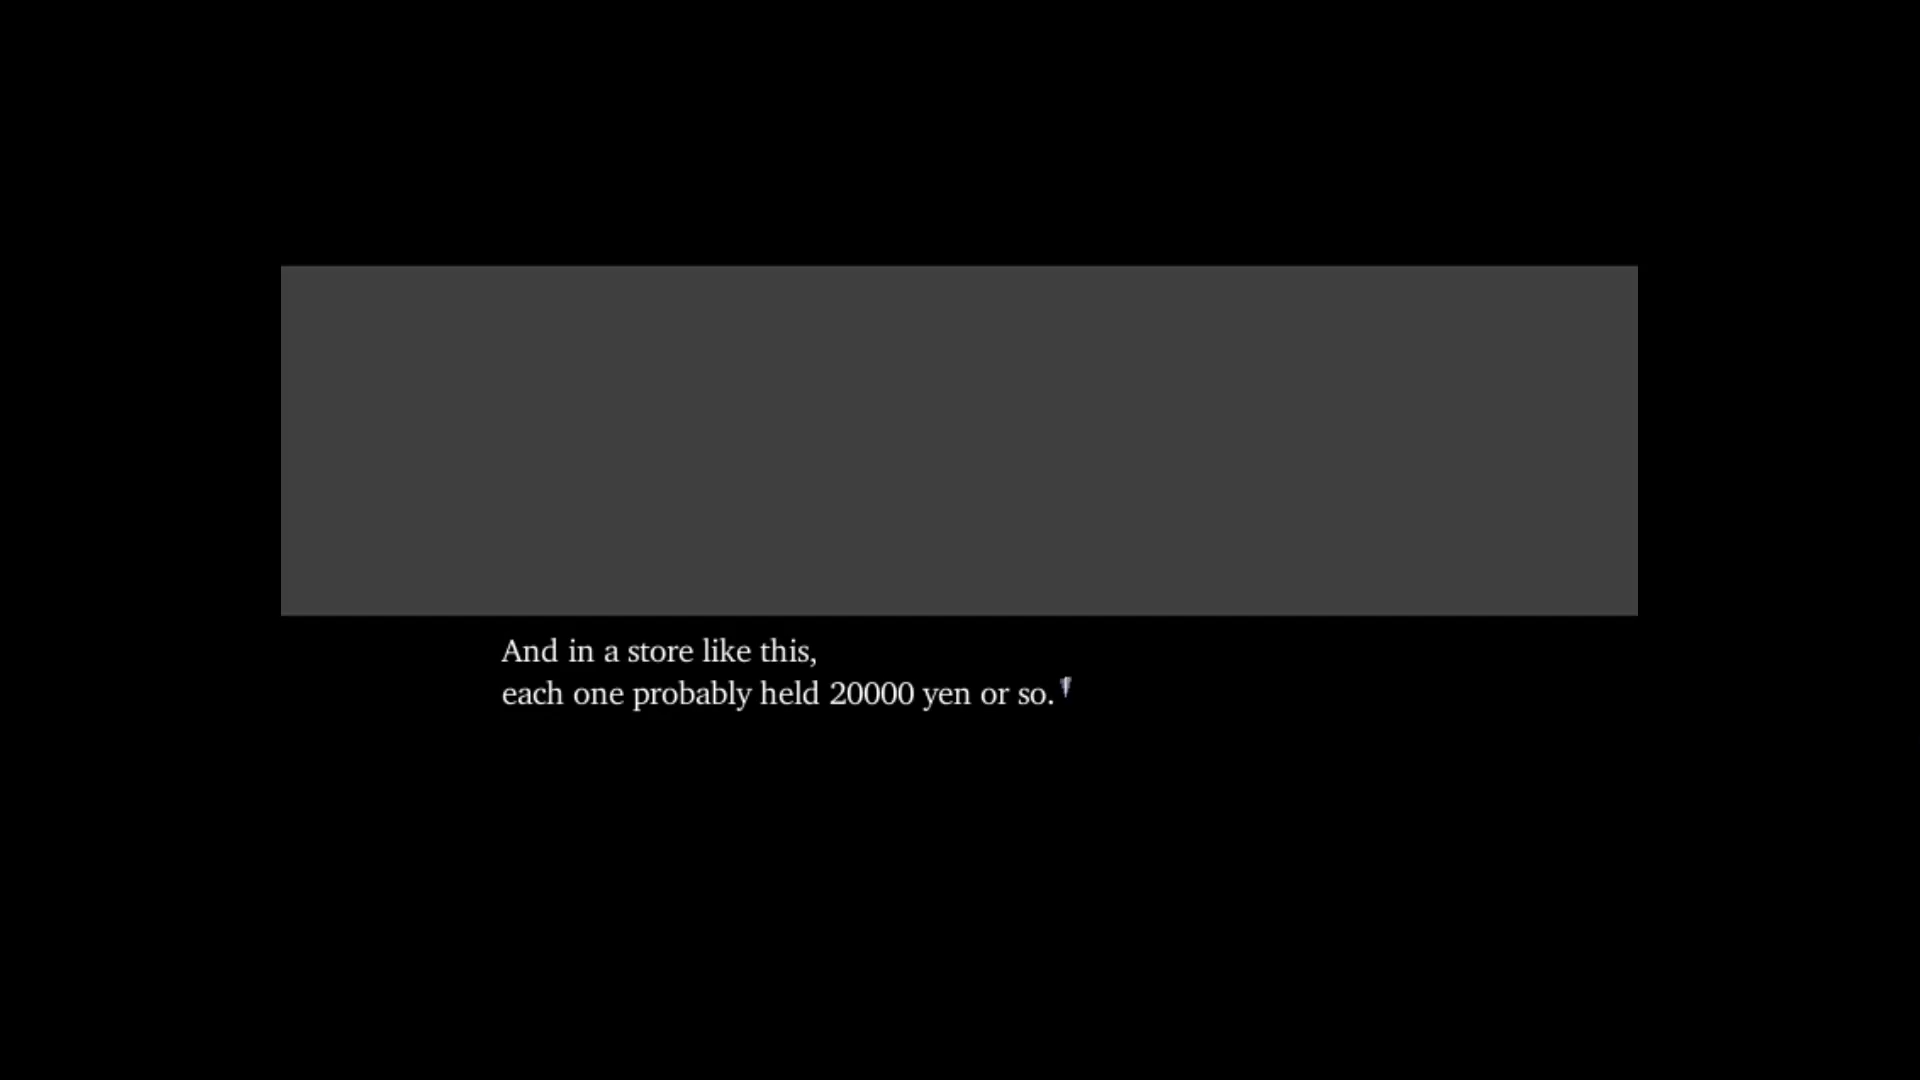 And in a store like this,
each one probably held 20000 yen or so.